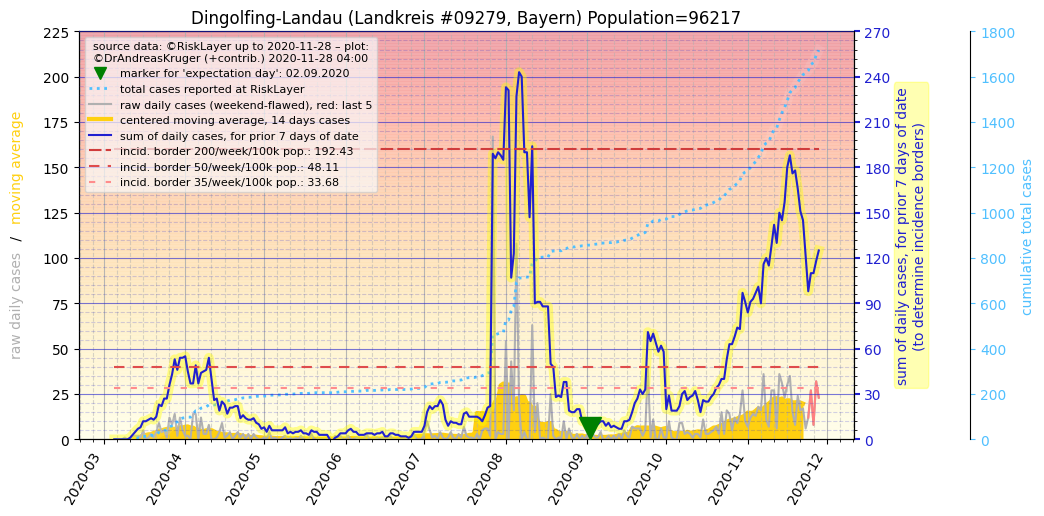 Dingolfing-Landau (Landkreis #09279, Bayern) Population=96217
source data: ©RiskLayer up to 2020-11-28 – plot:
©DrAndreasKruger (+contrib.) 2020-11-28 04:00
marker for 'expectation day': 02.09.2020
total cases reported at RiskLayer
raw daily cases (weekend-flawed), red: last 5
centered moving average, 14 days cases
sum of daily cases, for prior 7 days of date
incid. border 200/week/100k pop.: 192.43
incid. border 50/week/100k pop.: 48.11
incid. border 35/week/100k pop.: 33.68
raw daily cases / moving average
225
200
175
150
125
100
75
50
25
0
270
240
210
180
150
120
90
60
30
0
sum of daily cases, for prior 7 days of date
(to determine incidence borders)
1800
1600
1400
1200
1000
800
600
400
200
0
cumulative total cases
2020-03
2020-04
2020-05
2020-06
2020-07
2020-08
2020-09
2020-10
2020-11
2020-12